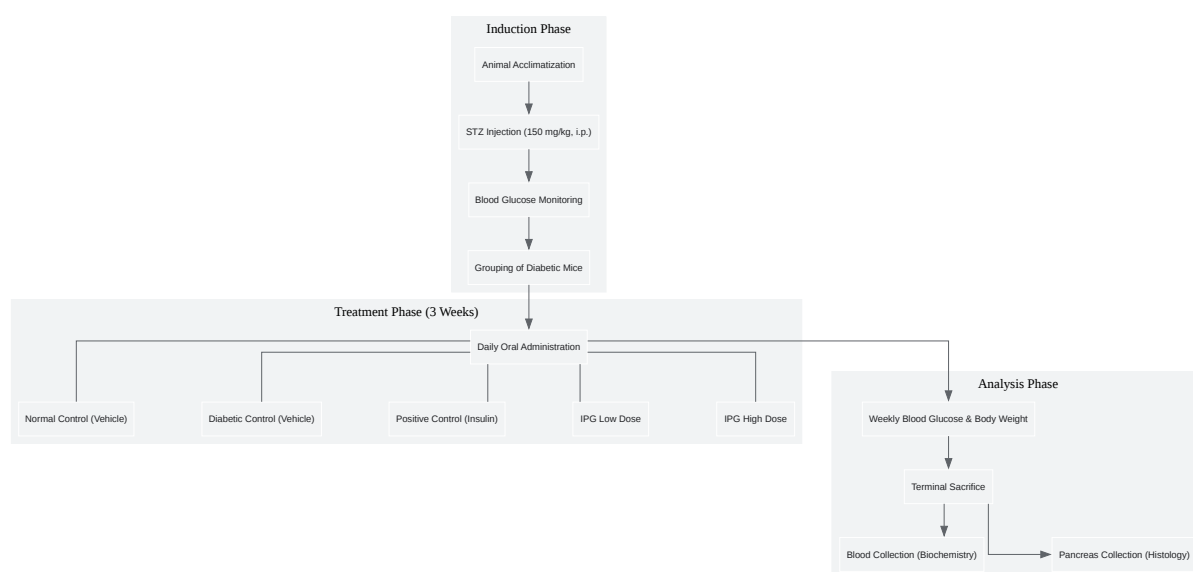 Induction Phase
Animal Acclimatization
STZ Injection (150 mg/kg, i.p.)
Blood Glucose Monitoring
Grouping of Diabetic Mice
Treatment Phase (3 Weeks)
Daily Oral Administration
Normal Control (Vehicle)
Diabetic Control (Vehicle)
Positive Control (Insulin)
IPG Low Dose
IPG High Dose
Analysis Phase
Weekly Blood Glucose & Body Weight
Terminal Sacrifice
Blood Collection (Biochemistry)
Pancreas Collection (Histology)